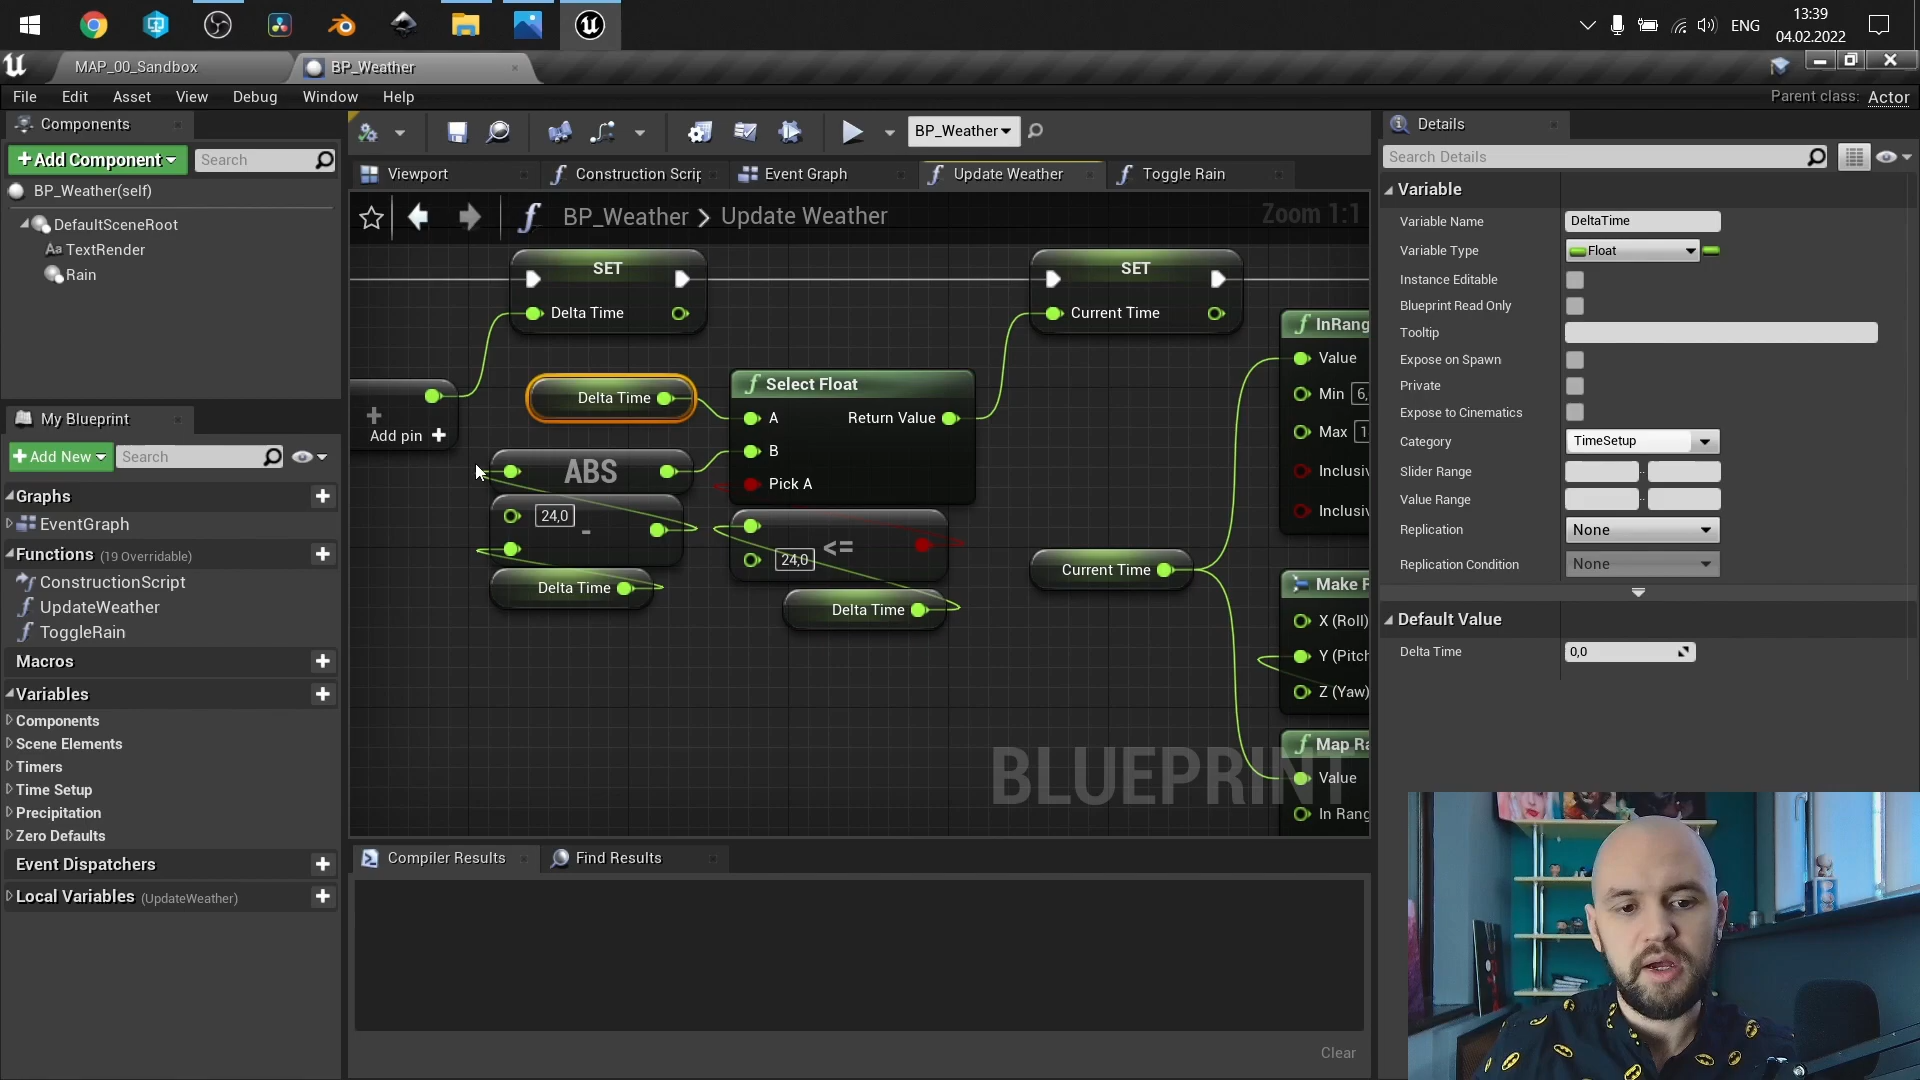 ENG
13:39
04.02.2022
MAP_00_Sandbox
BP_Weather
File Edit Asset View Debug Window Help
Parent class: Actor
Components
+Add Component
Search
BP_Weather(self)
DefaultSceneRoot
Aa TextRender
Rain
My Blueprint
+Add New
Search
Graphs
EventGraph
Functions (19 Overridable)
ConstructionScript
UpdateWeather
ToggleRain
Macros
Variables
Components
Scene Elements
Timers
Time Setup
Precipitation
Zero Defaults
Event Dispatchers
Local Variables (UpdateWeather)
BP_Weather
Viewport
Construction Scrip
Event Graph
Update Weather
Toggle Rain
BP_Weather > Update Weather
Zoom 1:1
SET
Delta Time
SET
Current Time
Add pin +
Delta Time
Select Float
A
Return Value
B
Pick A
ABS
24,0
-
Delta Time
<=
24,0
Delta Time
Current Time
InRang
Value
Min 6,
Max 1
Inclusiv
Inclusiv
Make R
X (Roll)
Y (Pitch
Z (Yaw)
Map Ra
Value
In Rang
BLUEPRINT
Compiler Results
Find Results
Clear
Details
Search Details
Variable
Variable Name DeltaTime
Variable Type Float
Instance Editable
Blueprint Read Only
Tooltip
Expose on Spawn
Private
Expose to Cinematics
Category TimeSetup
Slider Range
Value Range
Replication None
Replication Condition None
Default Value
Delta Time 0,0